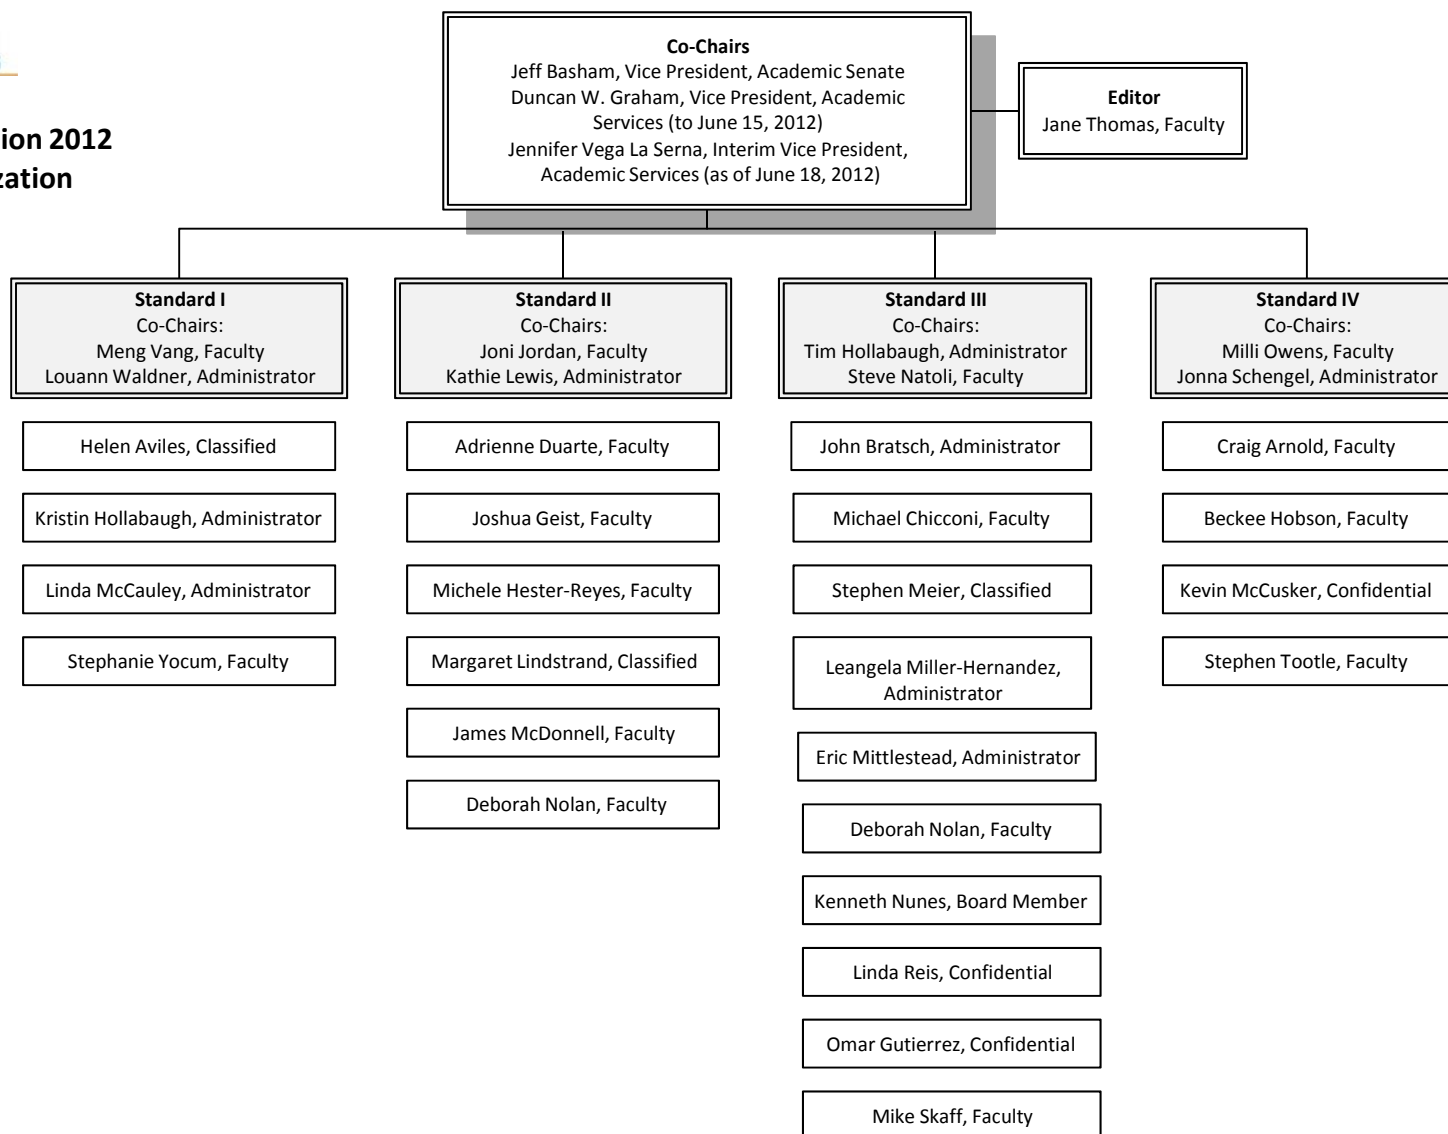 ion 2012
zation
Co-Chairs
Jeff Basham, Vice President, Academic Senate
Duncan W. Graham, Vice President, Academic
Services (to June 15, 2012)
Jennifer Vega La Serna, Interim Vice President,
Academic Services (as of June 18, 2012)
Editor
Jane Thomas, Faculty
Standard I
Co-Chairs:
Meng Vang, Faculty
Louann Waldner, Administrator
Helen Aviles, Classified
Kristin Hollabaugh, Administrator
Linda McCauley, Administrator
Stephanie Yocum, Faculty
Standard II
Co-Chairs:
Joni Jordan, Faculty
Kathie Lewis, Administrator
Adrienne Duarte, Faculty
Joshua Geist, Faculty
Michele Hester-Reyes, Faculty
Margaret Lindstrand, Classified
James McDonnell, Faculty
Deborah Nolan, Faculty
Standard III
Co-Chairs:
Tim Hollabaugh, Administrator
Steve Natoli, Faculty
John Bratsch, Administrator
Michael Chicconi, Faculty
Stephen Meier, Classified
Leangela Miller-Hernandez,
Administrator
Eric Mittlestead, Administrator
Deborah Nolan, Faculty
Kenneth Nunes, Board Member
Linda Reis, Confidential
Omar Gutierrez, Confidential
Mike Skaff, Faculty
Standard IV
Co-Chairs:
Milli Owens, Faculty
Jonna Schengel, Administrator
Craig Arnold, Faculty
Beckee Hobson, Faculty
Kevin McCusker, Confidential
Stephen Tootle, Faculty